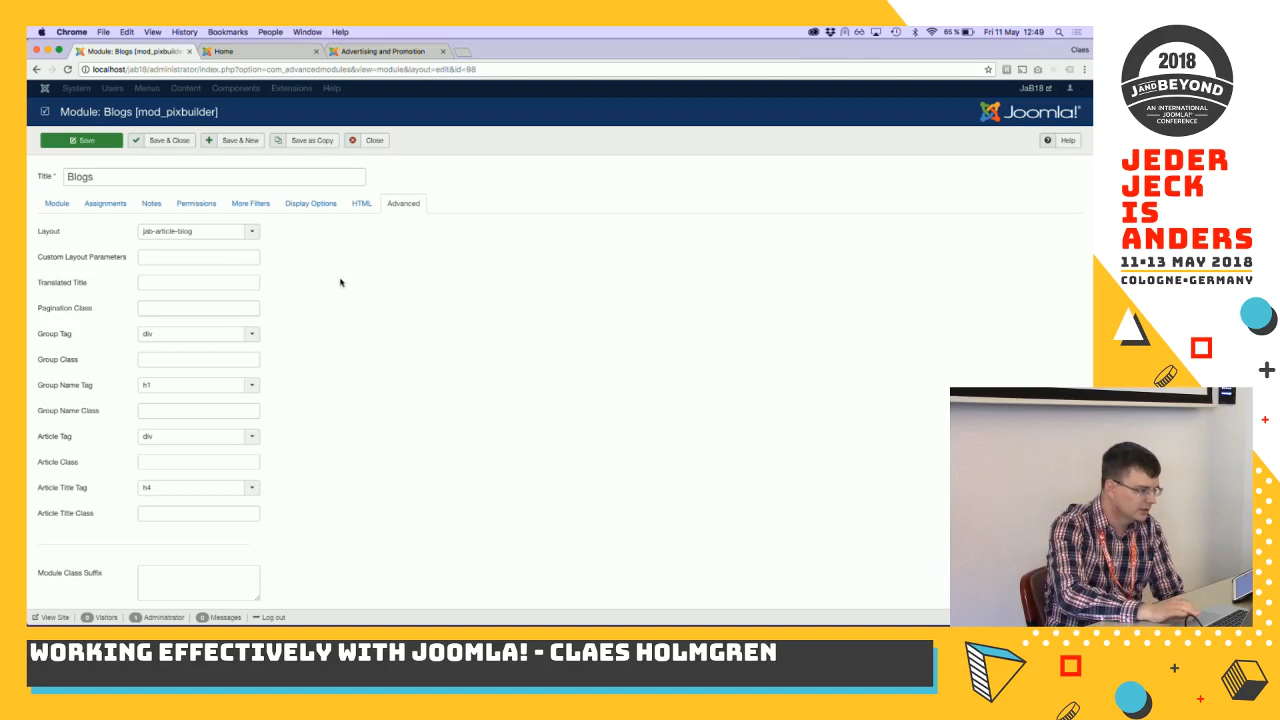 Chrome File Edit View History Bookmarks People Window Help
65 % Fri 11 May 12:49
Module: Blogs [mod_pixbuilde
Home
Advertising and Promotion
Claes
localhost/jab18/administrator/index.php?option=com_advancedmodules&view=module&layout=edit&id=98
System Users Menus Content Components Extensions Help
JaB18
Module: Blogs [mod_pixbuilder]
Joomla!
Save
Save & Close
Save & New
Save as Copy
Close
Help
Title *
Blogs
Module Assignments Notes Permissions More Filters Display Options HTML Advanced
Layout
jab-article-blog
Custom Layout Parameters
Translated Title
Pagination Class
Group Tag
div
Group Class
Group Name Tag
h1
Group Name Class
Article Tag
div
Article Class
Article Title Tag
h4
Article Title Class
Module Class Suffix
View Site
0 Visitors
1 Administrator
0 Messages
Log out
2018
JANDBEYOND
AN INTERNATIONAL
JOOMLA!®
CONFERENCE
JEDER
JECK
IS
ANDERS
11-13 MAY 2018
COLOGNE•GERMANY
WORKING EFFECTIVELY WITH JOOMLA! - CLAES HOLMGREN